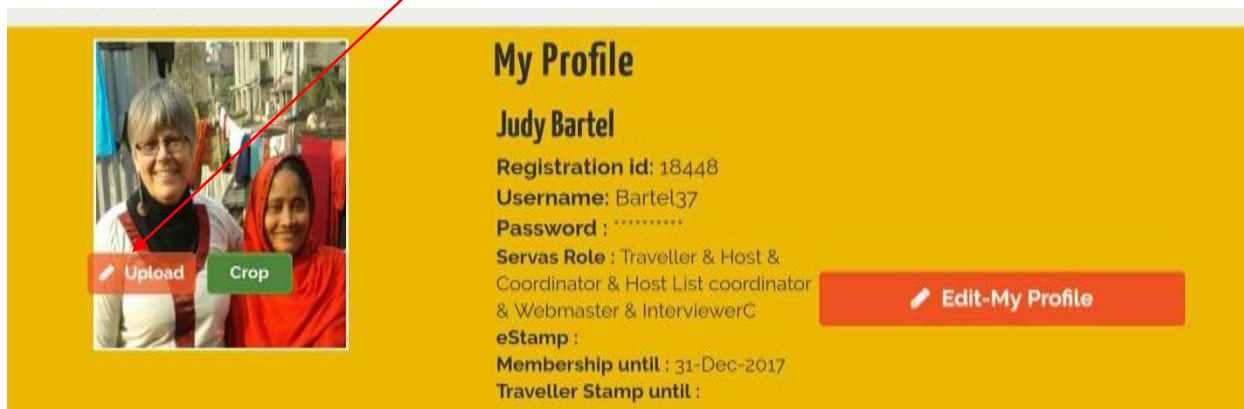 My Profile
Judy Bartel
Registration id: 18448
Username: Bartel37
Password : **********
Servas Role : Traveller & Host &
Coordinator & Host List coordinator
& Webmaster & InterviewerC
eStamp :
Membership until : 31-Dec-2017
Traveller Stamp until :
Upload
Crop
Edit-My Profile